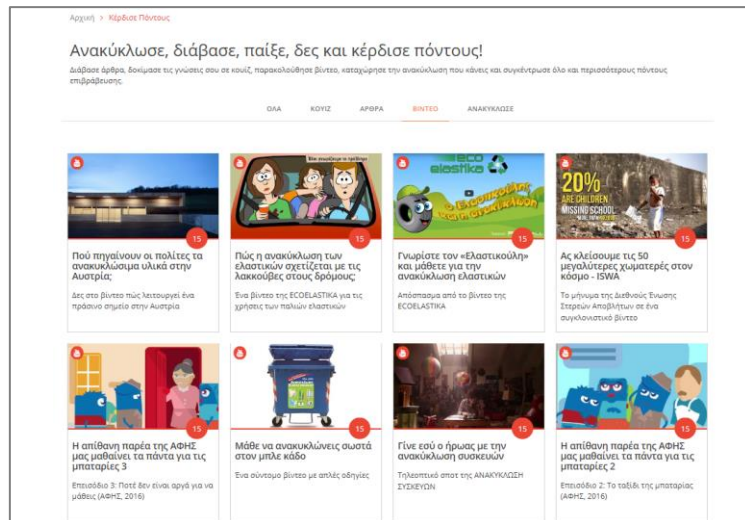 Αρχική > Κέρδισε Πόντους
Ανακύκλωσε, διάβασε, παίξε, δες και κέρδισε πόντους!
Διάβασε άρθρα, δοκίμασε τις γνώσεις σου σε κουίζ, παρακολούθησε βίντεο, καταχώρησε την ανακύκλωση που κάνεις και συγκέντρωσε όλο και περισσότερους πόντους
επιβράβευσης.
ΟΛΑ ΚΟΥΙΖ ΑΡΘΡΑ ΒΙΝΤΕΟ ΑΝΑΚΥΚΛΩΣΕ
15
Πού πηγαίνουν οι πολίτες τα
ανακυκλώσιμα υλικά στην
Αυστρία;
Δες στο βίντεο πώς λειτουργεί ένα
πράσινο σημείο στην Αυστρία
15
Πώς η ανακύκλωση των
ελαστικών σχετίζεται με τις
λακκούβες στους δρόμους;
Ένα βίντεο της ECOELASTIKA για τις
χρήσεις των παλιών ελαστικών
eco
elastika
Ο Ελαστικούλης
και η ανακύκλωση
15
Γνωρίστε τον «Ελαστικούλη»
και μάθετε για την
ανακύκλωση ελαστικών
Απόσπασμα από το βίντεο της
ECOELASTIKA
20%
ARE CHILDREN
MISSING SCHOOL
15
Ας κλείσουμε τις 50
μεγαλύτερες χωματερές στον
κόσμο - ISWA
Το μήνυμα της Διεθνούς Ένωσης
Στερεών Αποβλήτων σε ένα
συγκλονιστικό βίντεο
15
Η απίθανη παρέα της ΑΦΗΣ
μας μαθαίνει τα πάντα για τις
μπαταρίες 3
Επεισόδιο 3: Ποτέ δεν είναι αργά για να
μάθεις (ΑΦΗΣ, 2016)
15
Μάθε να ανακυκλώνεις σωστά
στον μπλε κάδο
Ένα σύντομο βίντεο με απλές οδηγίες
15
Γίνε εσύ ο ήρωας με την
ανακύκλωση συσκευών
Τηλεοπτικό σποτ της ΑΝΑΚΥΚΛΩΣΗ
ΣΥΣΚΕΥΩΝ
15
Η απίθανη παρέα της ΑΦΗΣ
μας μαθαίνει τα πάντα για τις
μπαταρίες 2
Επεισόδιο 2: Το ταξίδι της μπαταρίας
(ΑΦΗΣ, 2016)